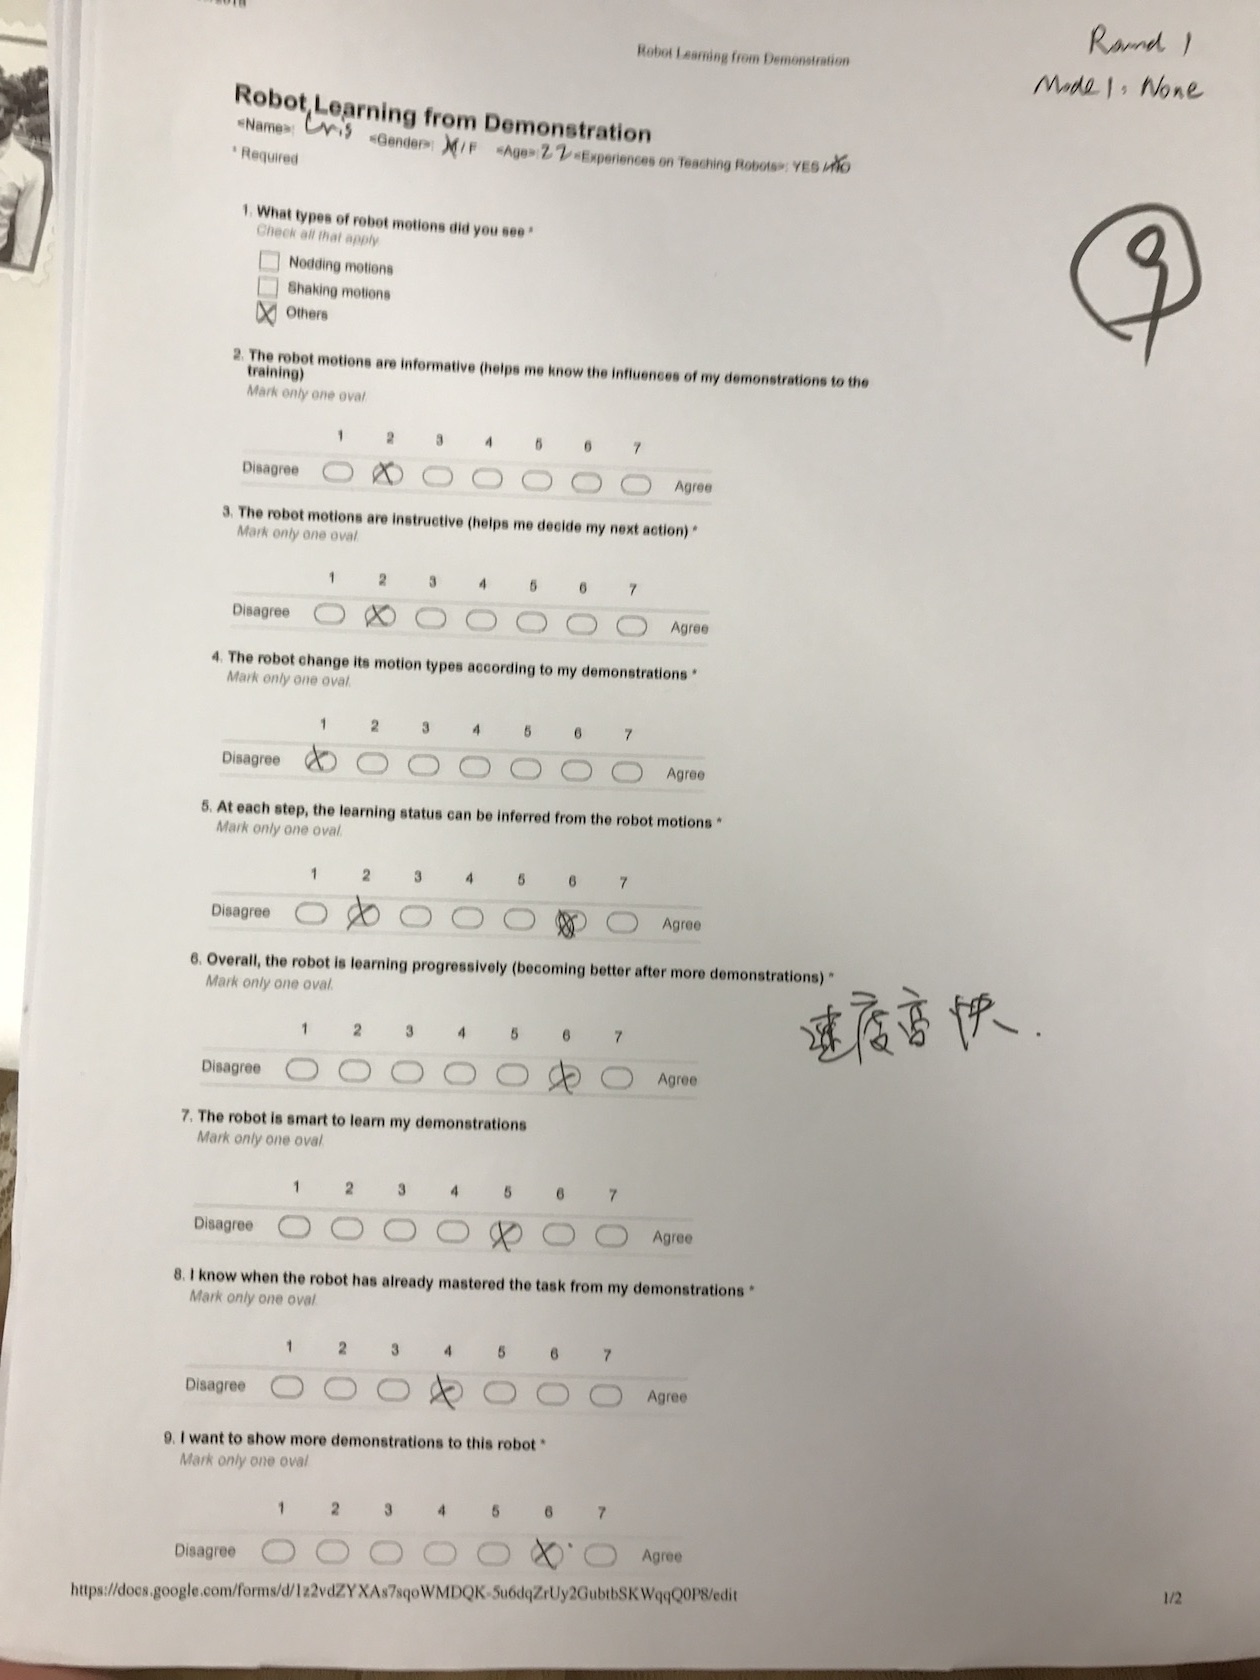 Robot Learning from Demonstration
Round 1
Mode 1: None
Robot Learning from Demonstration
<Name>: <Gender>: M / F <Age>: 22 <Experiences on Teaching Robots>: YES / NO
* Required
9
1. What types of robot motions did you see *
Check all that apply.
Nodding motions
Shaking motions
Others
2. The robot motions are informative (helps me know the influences of my demonstrations to the
training)
Mark only one oval.
1 2 3 4 5 6 7
Disagree Agree
3. The robot motions are instructive (helps me decide my next action) *
Mark only one oval.
1 2 3 4 5 6 7
Disagree Agree
4. The robot change its motion types according to my demonstrations *
Mark only one oval.
1 2 3 4 5 6 7
Disagree Agree
5. At each step, the learning status can be inferred from the robot motions *
Mark only one oval.
1 2 3 4 5 6 7
Disagree Agree
6. Overall, the robot is learning progressively (becoming better after more demonstrations) *
Mark only one oval.
速度高快.
1 2 3 4 5 6 7
Disagree Agree
7. The robot is smart to learn my demonstrations
Mark only one oval.
1 2 3 4 5 6 7
Disagree Agree
8. I know when the robot has already mastered the task from my demonstrations *
Mark only one oval.
1 2 3 4 5 6 7
Disagree Agree
9. I want to show more demonstrations to this robot *
Mark only one oval.
1 2 3 4 5 6 7
Disagree Agree
https://docs.google.com/forms/d/1z2vdZYXAs7sqoWMDQK-5u6dqZrUy2GubtbSKWqqQ0P8/edit
1/2